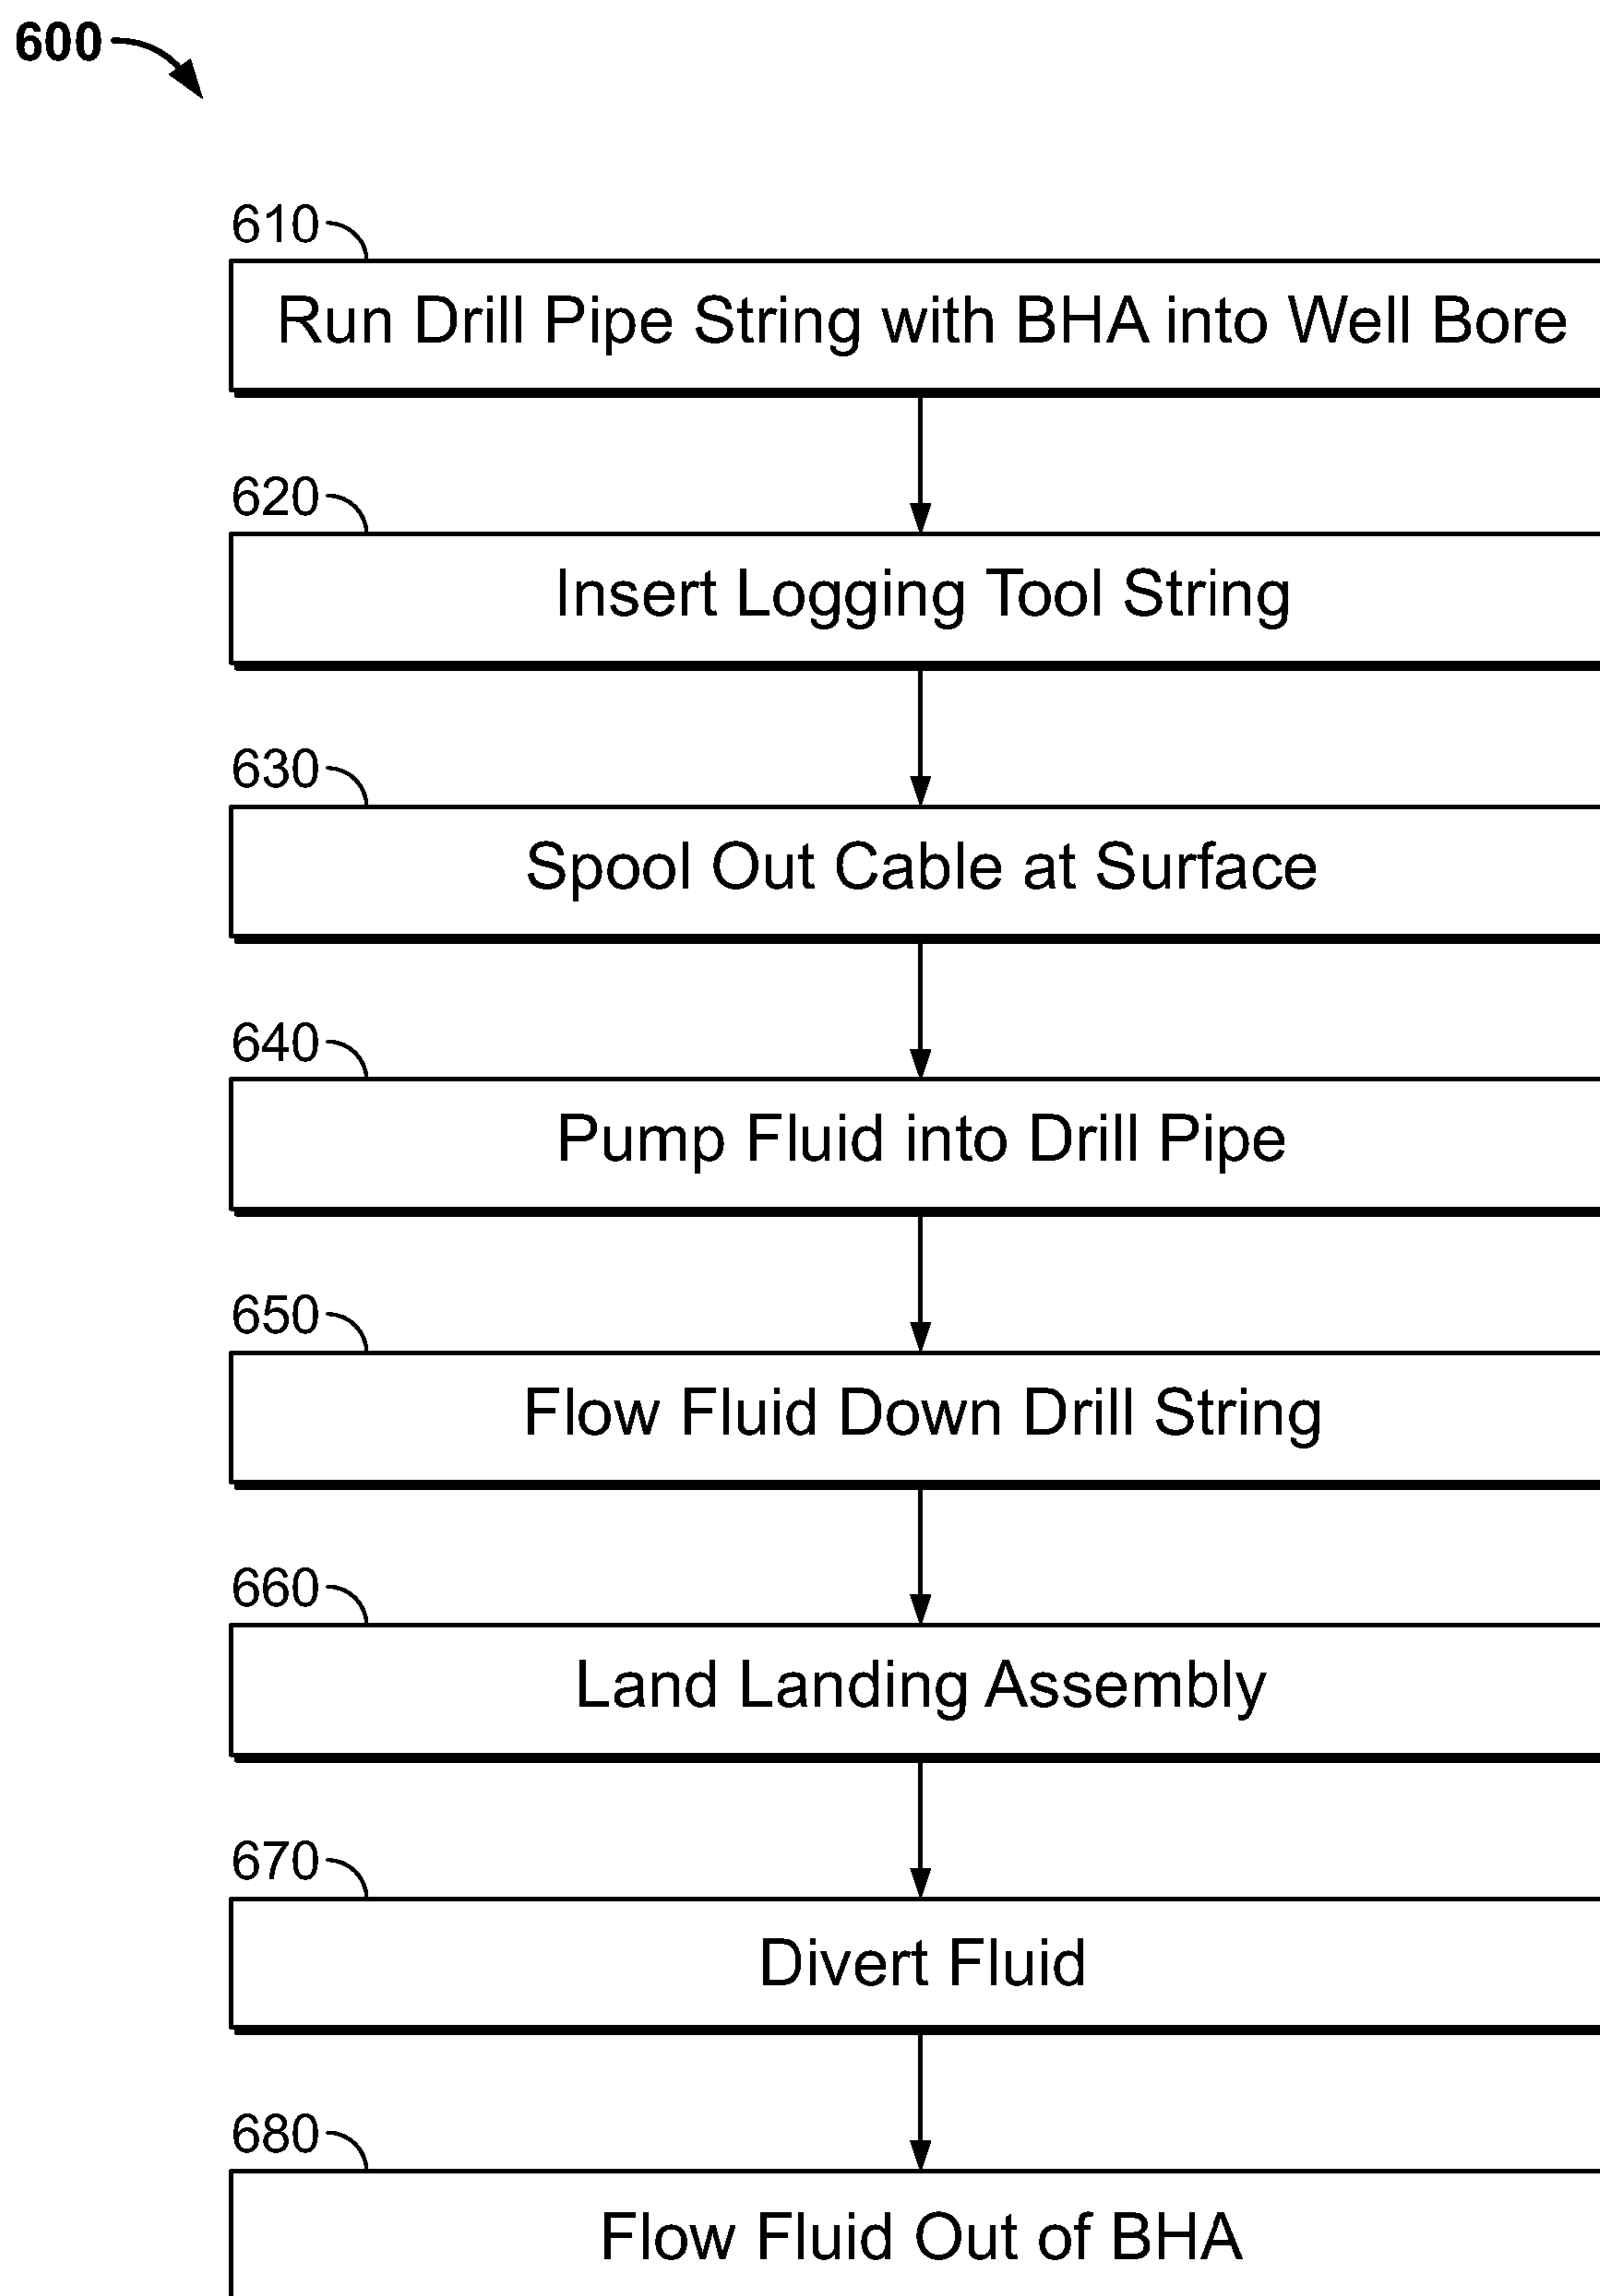 600
610
Run Drill Pipe String with BHA into Well Bore
620
Insert Logging Tool String
630
Spool Out Cable at Surface
640
Pump Fluid into Drill Pipe
650
Flow Fluid Down Drill String
660
Land Landing Assembly
670
Divert Fluid
680
Flow Fluid Out of BHA